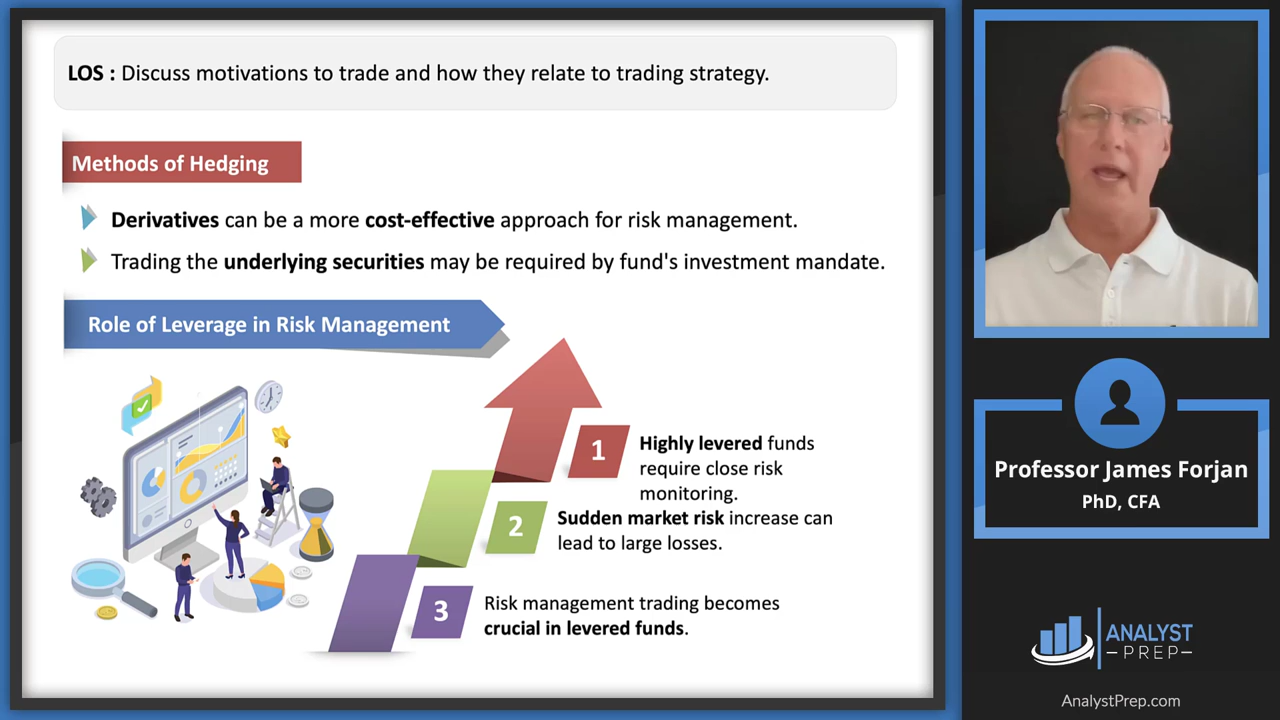 LOS : Discuss motivations to trade and how they relate to trading strategy.
Methods of Hedging
Derivatives can be a more cost-effective approach for risk management.
Trading the underlying securities may be required by fund's investment mandate.
Role of Leverage in Risk Management
1
Highly levered funds
require close risk
monitoring.
2
Sudden market risk increase can
lead to large losses.
3
Risk management trading becomes
crucial in levered funds.
Professor James Forjan
PhD, CFA
ANALYST
PREP
AnalystPrep.com